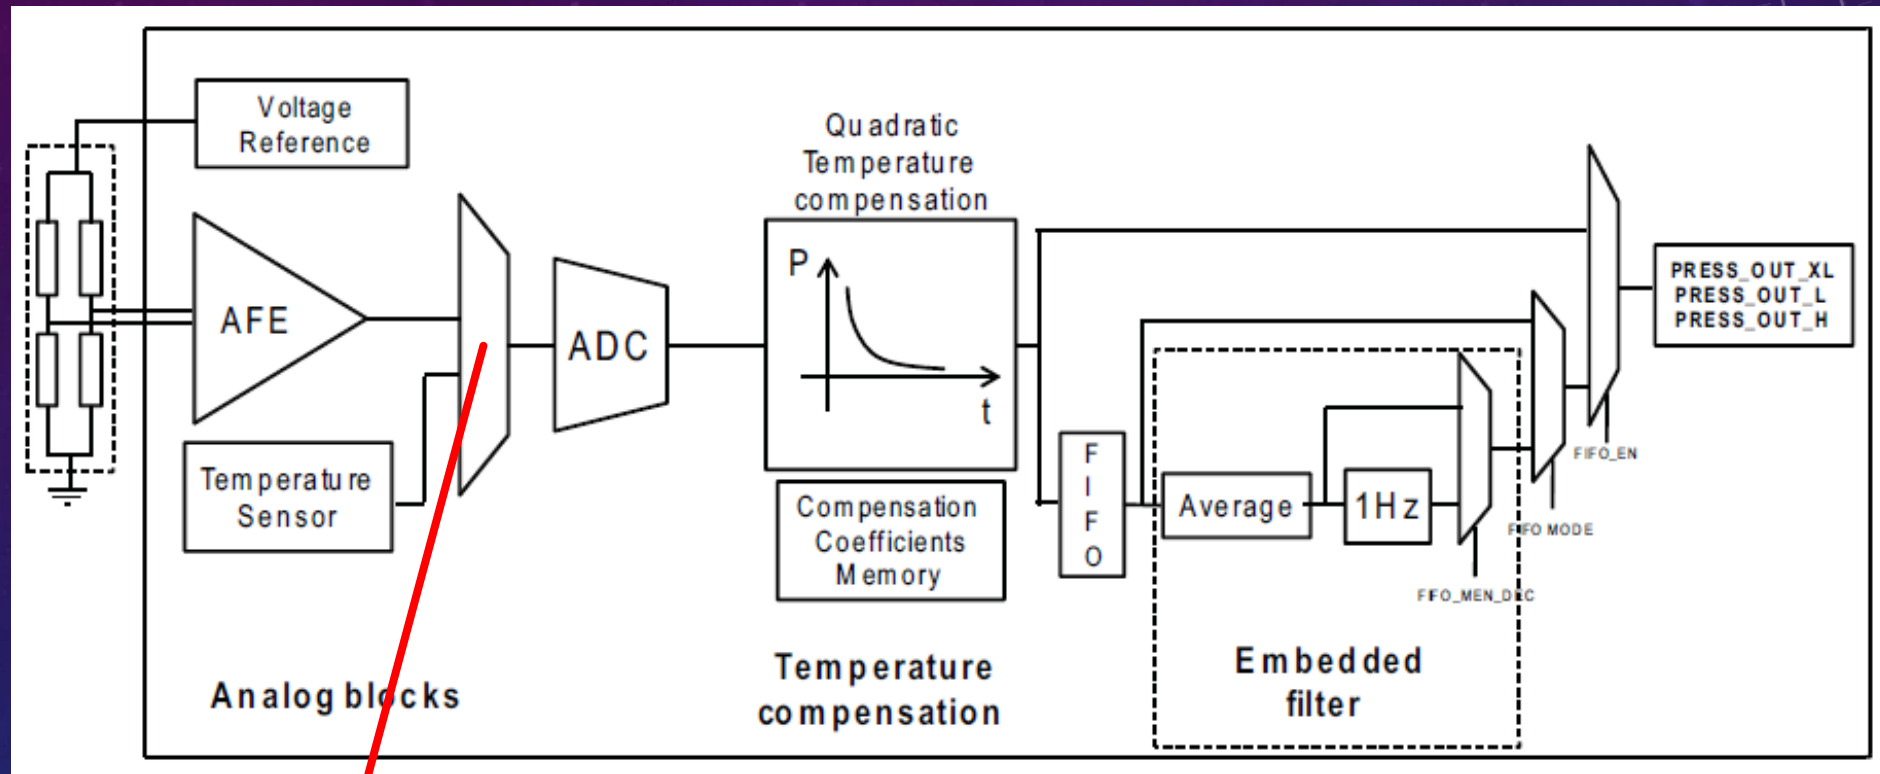 Voltage
Reference
AFE
Temperature
Sensor
ADC
Quadratic
Temperature
compensation
P
t
Compensation
Coefficients
Memory
F
I
F
O
Average
1Hz
PRESS_OUT_XL
PRESS_OUT_L
PRESS_OUT_H
FIFO_EN
FIFO MODE
FIFO_MEN_DEC
Analog blocks
Temperature
compensation
Embedded
filter